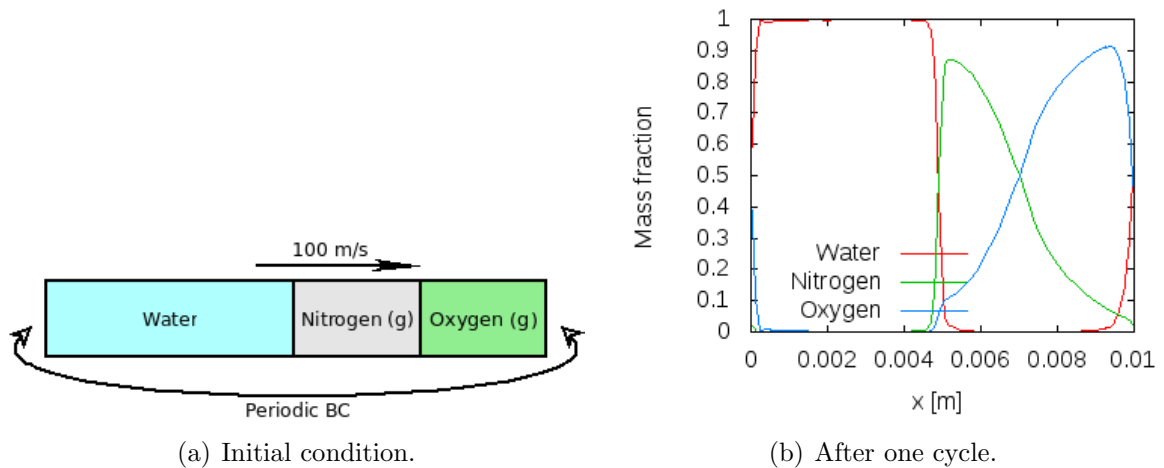 100 m/s
Water
Nitrogen (g)
Oxygen (g)
Periodic BC
(a) Initial condition.
1
0.9
0.8
0.7
0.6
0.5
0.4
0.3
0.2
0.1
0
Mass fraction
Water
Nitrogen
Oxygen
0 0.002 0.004 0.006 0.008 0.01
x [m]
(b) After one cycle.